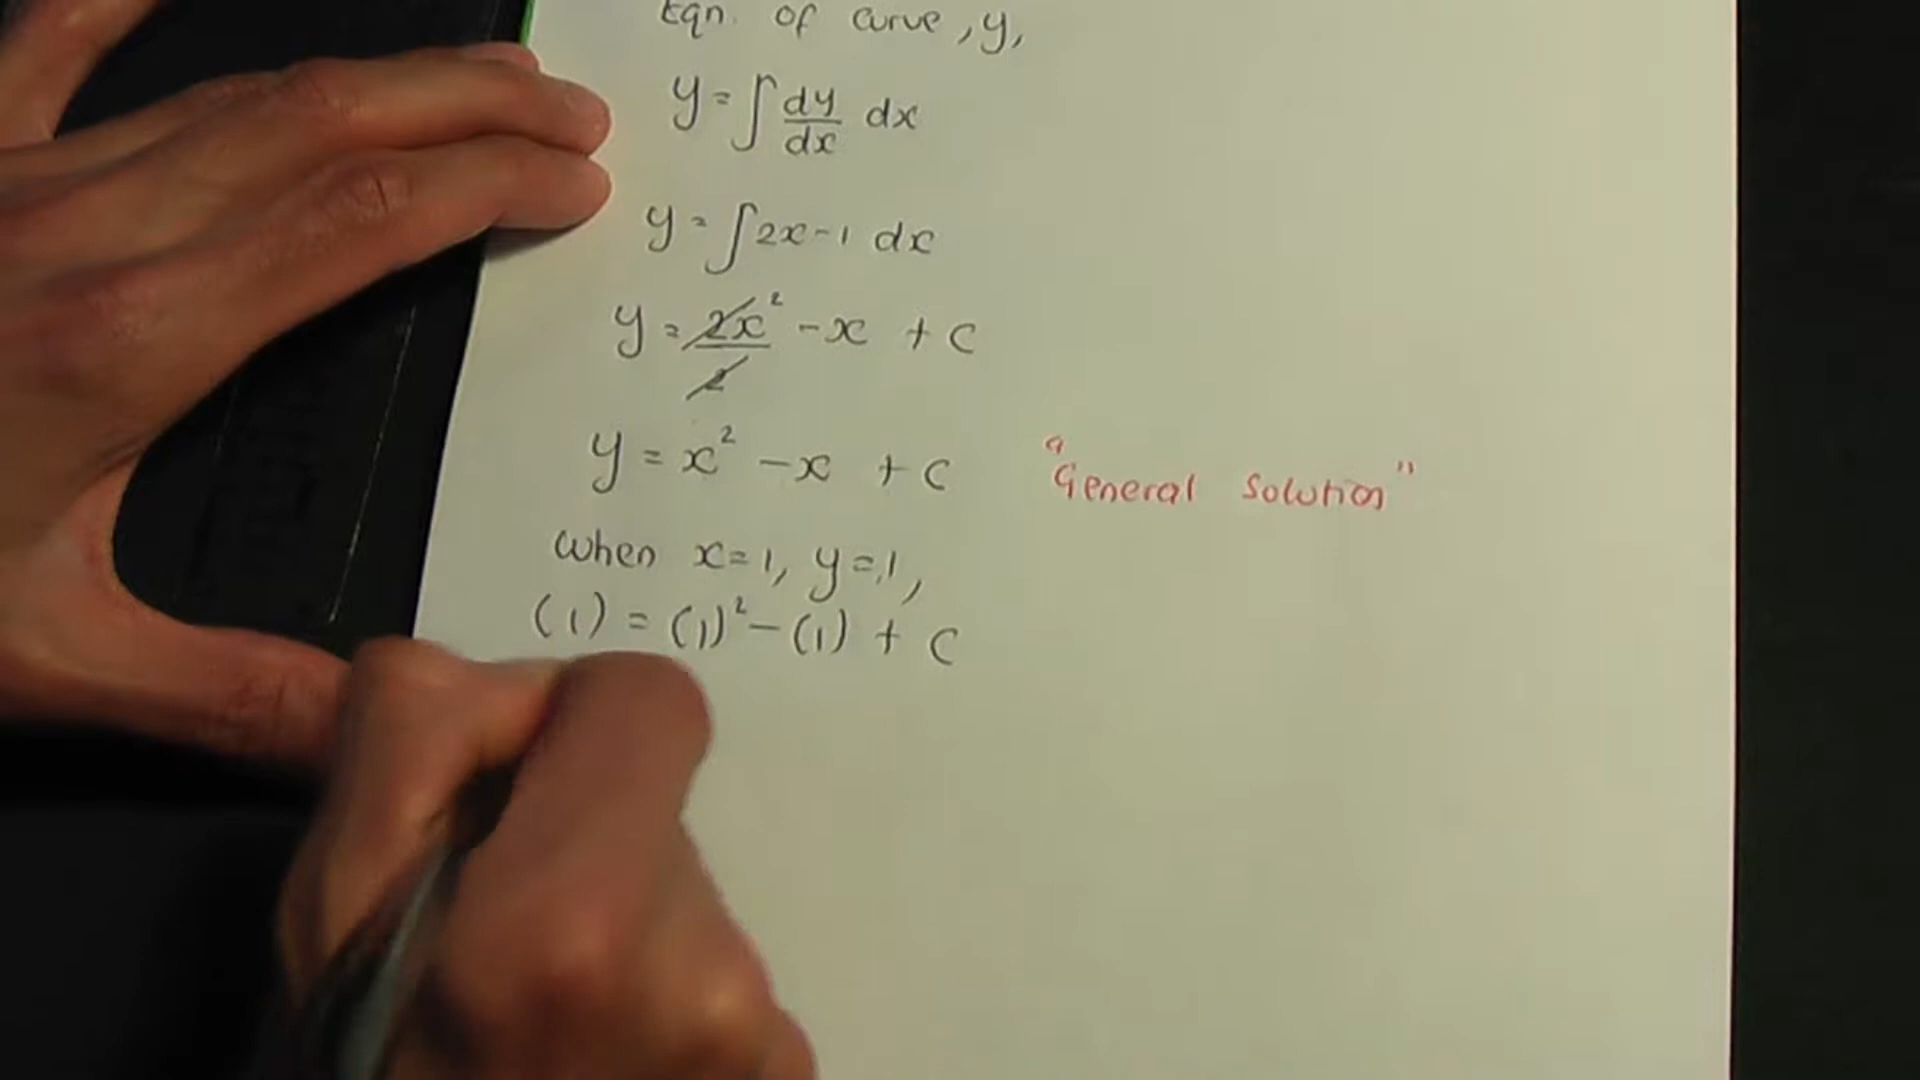 Eqn. of curve, y,
y = ∫ dy/dx dx
y = ∫ 2x - 1 dx
y = 2x²/2 - x + c
y = x² - x + c "General Solution"
when x = 1, y = 1,
(1) = (1)² - (1) + c